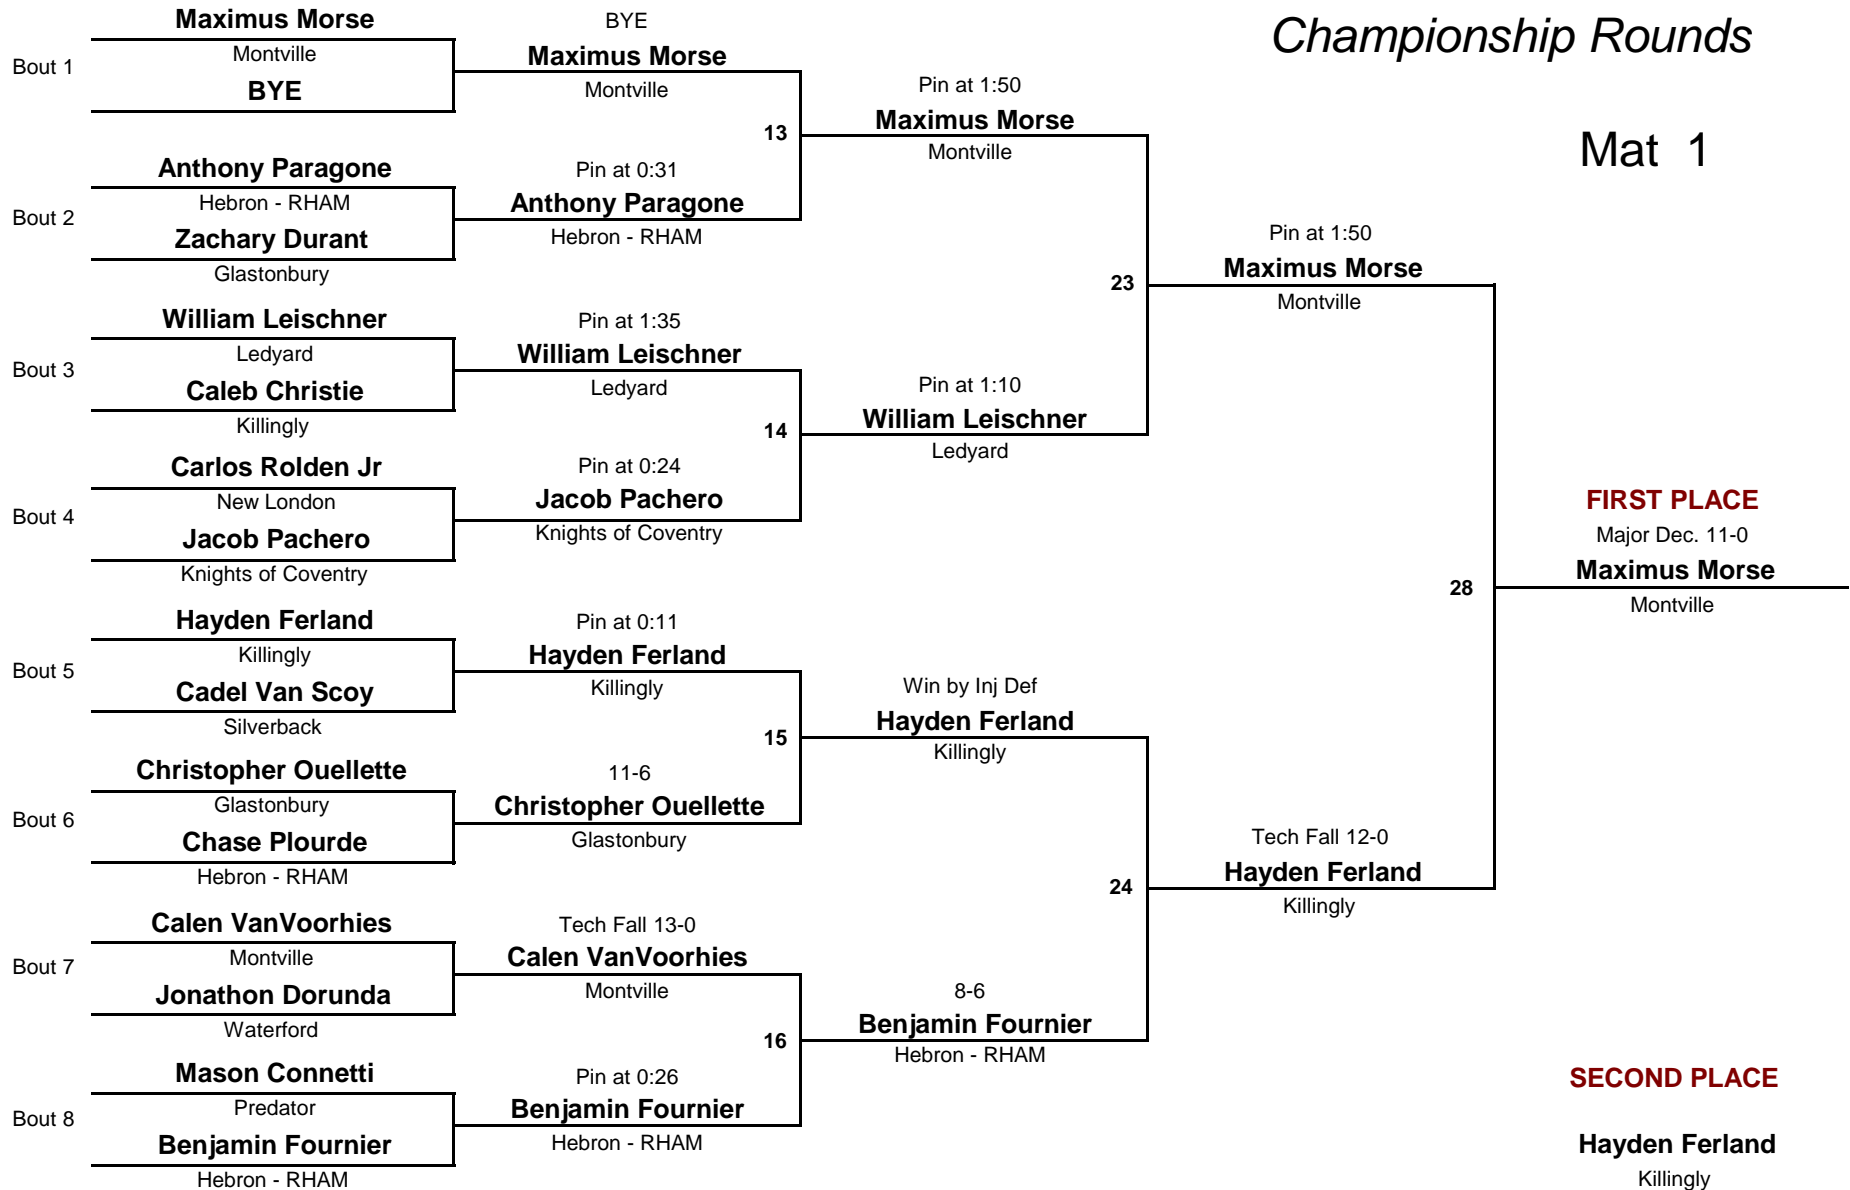 Championship Rounds
Mat 1
Bout 1
Maximus Morse
Montville
BYE
Bout 2
Anthony Paragone
Hebron - RHAM
Zachary Durant
Glastonbury
Bout 3
William Leischner
Ledyard
Caleb Christie
Killingly
Bout 4
Carlos Rolden Jr
New London
Jacob Pachero
Knights of Coventry
Bout 5
Hayden Ferland
Killingly
Cadel Van Scoy
Silverback
Bout 6
Christopher Ouellette
Glastonbury
Chase Plourde
Hebron - RHAM
Bout 7
Calen VanVoorhies
Montville
Jonathon Dorunda
Waterford
Bout 8
Mason Connetti
Predator
Benjamin Fournier
Hebron - RHAM
BYE
Maximus Morse
Montville
13
Pin at 0:31
Anthony Paragone
Hebron - RHAM
Pin at 1:35
William Leischner
Ledyard
14
Pin at 0:24
Jacob Pachero
Knights of Coventry
Pin at 0:11
Hayden Ferland
Killingly
15
11-6
Christopher Ouellette
Glastonbury
Tech Fall 13-0
Calen VanVoorhies
Montville
16
Pin at 0:26
Benjamin Fournier
Hebron - RHAM
Pin at 1:50
Maximus Morse
Montville
23
Pin at 1:10
William Leischner
Ledyard
Win by Inj Def
Hayden Ferland
Killingly
24
8-6
Benjamin Fournier
Hebron - RHAM
Pin at 1:50
Maximus Morse
Montville
28
Tech Fall 12-0
Hayden Ferland
Killingly
FIRST PLACE
Major Dec. 11-0
Maximus Morse
Montville
SECOND PLACE
Hayden Ferland
Killingly